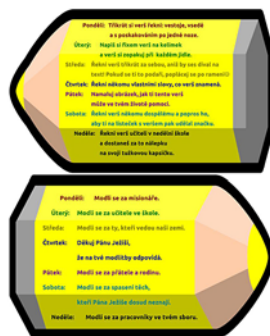 Pondělí: Třikrát si verš řekni: vestoje, vsedě
a s poskakováním po jedné noze.
Úterý: Napiš si fixem verš na kelímek
a verš si zopakuj při každém jídle.
Středa: Řekni verš třikrát za sebou, aniž by ses díval na
text! Pokud se ti to podaří, poplácej se po rameni☺
Čtvrtek: Řekni někomu vlastními slovy, co verš znamená.
Pátek: Namaluj obrázek, jak ti tento verš
může ve tvém životě pomoci.
Sobota: Řekni verš někomu dospělému a popros ho,
aby ti na lísteček s veršem pak udělal značku.
Neděle: Řekni verš učiteli v nedělní škole
a dostaneš za to nálepku
na svoji tužkovou kapsičku.
Pondělí: Modli se za misionáře.
Úterý: Modli se za učitele ve škole.
Středa: Modli se za ty, kteří vedou naši zemi.
Čtvrtek: Děkuj Pánu Ježíši,
že na tvé modlitby odpovídá.
Pátek: Modli se za přátele a rodinu.
Sobota: Modli se za spasení těch,
kteří Pána Ježíše dosud neznají.
Neděle: Modli se za pracovníky ve tvém sboru.